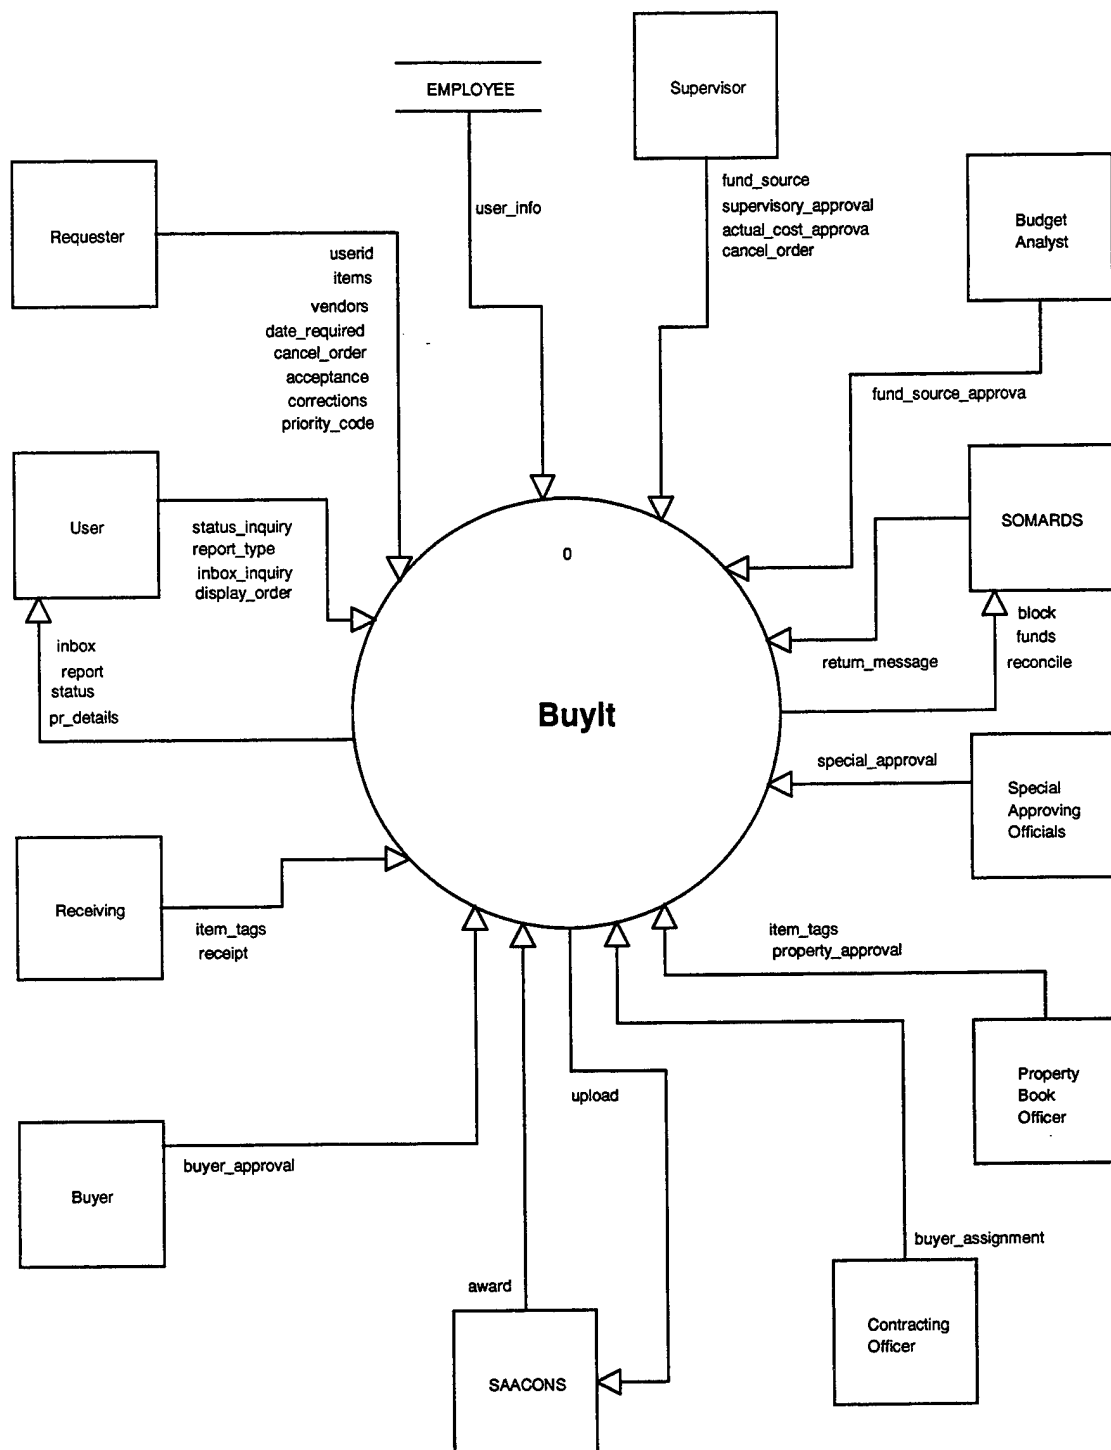 EMPLOYEE
Supervisor
Requester
Budget
Analyst
user_info
fund_source
supervisory_approval
actual_cost_approva
cancel_order
userid
items
vendors
date_required
cancel_order
acceptance
corrections
priority_code
fund_source_approva
User
status_inquiry
report_type
inbox_inquiry
display_order
0
SOMARDS
block
funds
reconcile
return_message
inbox
report
status
pr_details
BuyIt
special_approval
Special
Approving
Officials
Receiving
item_tags
receipt
item_tags
property_approval
Property
Book
Officer
upload
Buyer
buyer_approval
buyer_assignment
award
Contracting
Officer
SAACONS